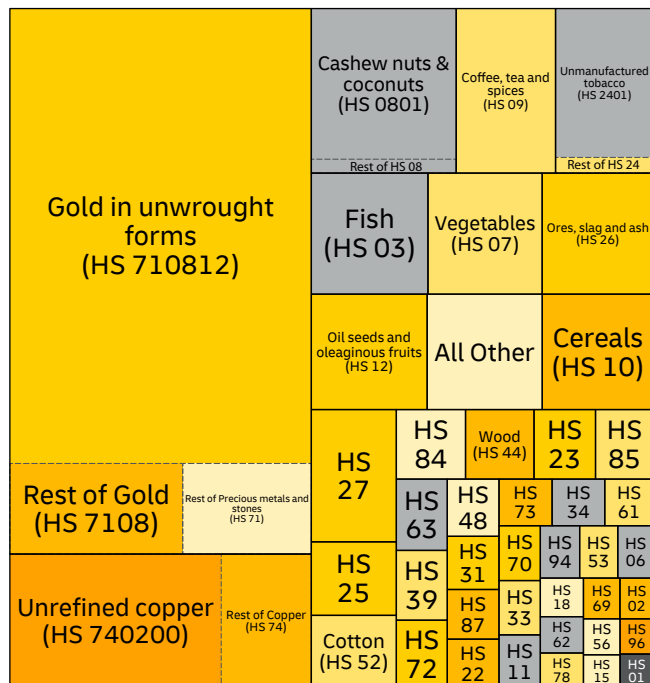 Gold in unwrought
forms
(HS 710812)
Rest of Gold
(HS 7108)
Rest of Precious metals and
stones
(HS 71)
Unrefined copper
(HS 740200)
Rest of Copper
(HS 74)
Cashew nuts &
coconuts
(HS 0801)
Rest of HS 08
Coffee, tea and
spices
(HS 09)
Unmanufactured
tobacco
(HS 2401)
Rest of HS 24
Fish
(HS 03)
Vegetables
(HS 07)
Ores, slag and ash
(HS 26)
Oil seeds and
oleaginous fruits
(HS 12)
All Other
Cereals
(HS 10)
HS
27
HS
25
Cotton
(HS 52)
HS
84
Wood
(HS 44)
HS
23
HS
85
HS
63
HS
39
HS
72
HS
48
HS
31
HS
87
HS
22
HS
73
HS
34
HS
61
HS
70
HS
33
HS
11
HS
94
HS
53
HS
06
HS
18
HS
69
HS
02
HS
62
HS
56
HS
96
HS
78
HS
15
HS
01